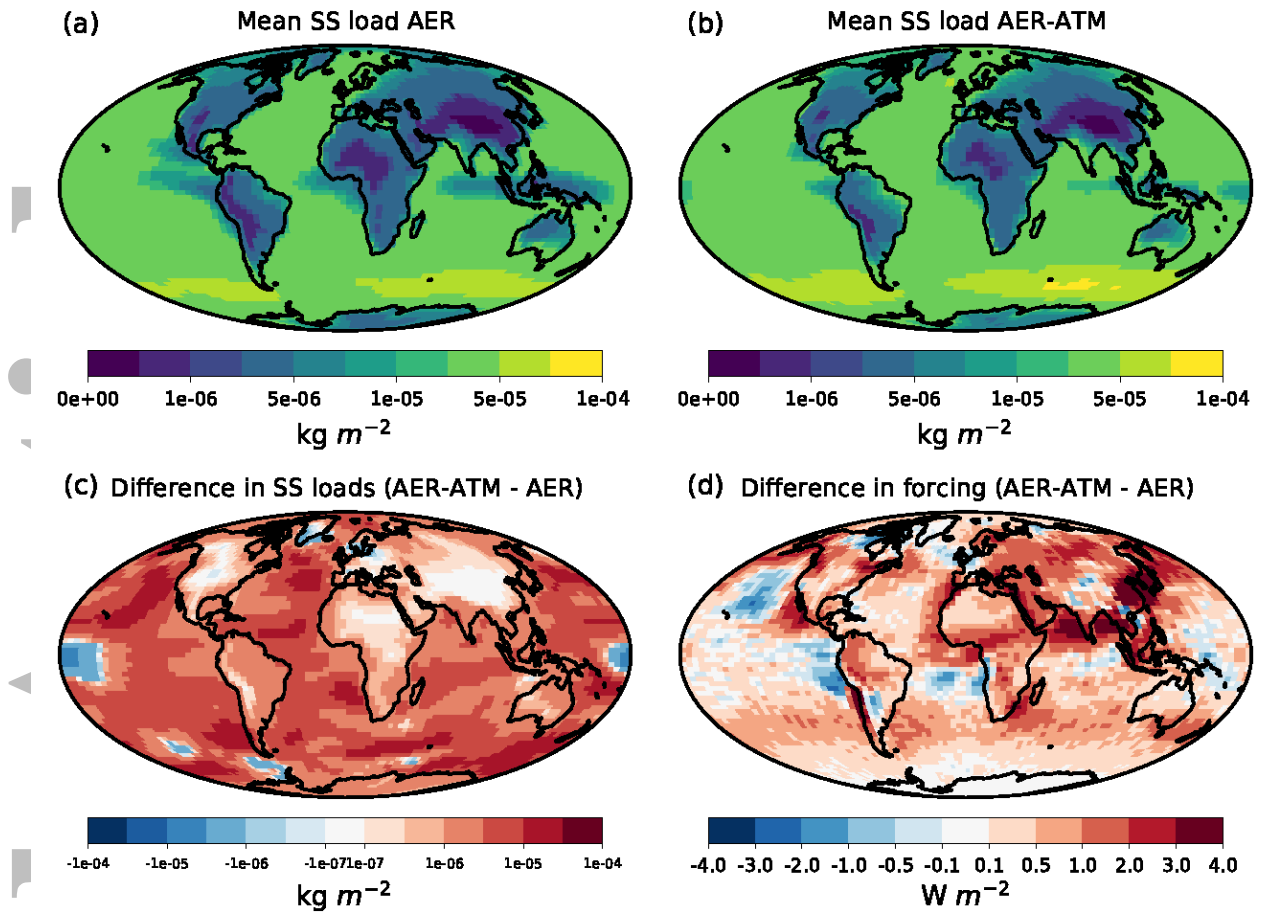 (a) Mean SS load AER
(b) Mean SS load AER-ATM
0e+00 1e-06 5e-06 1e-05 5e-05 1e-04
kg m⁻²
0e+00 1e-06 5e-06 1e-05 5e-05 1e-04
kg m⁻²
(c) Difference in SS loads (AER-ATM - AER)
(d) Difference in forcing (AER-ATM - AER)
-1e-04 -1e-05 -1e-06 -1e-07 1e-07 1e-06 1e-05 1e-04
kg m⁻²
-4.0 -3.0 -2.0 -1.0 -0.5 -0.1 0.1 0.5 1.0 2.0 3.0 4.0
W m⁻²